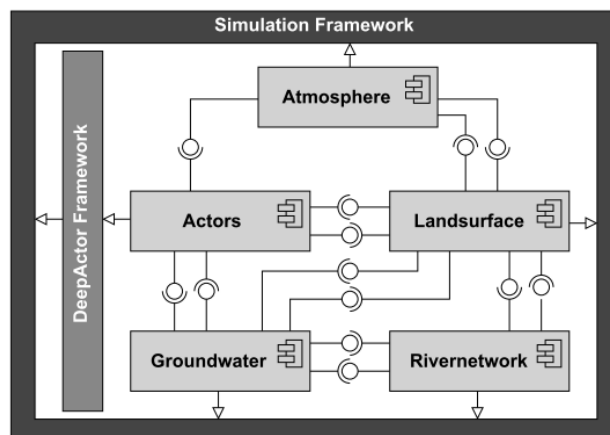 Simulation Framework
DeepActor Framework
Atmosphere
Actors
Landsurface
Groundwater
Rivernetwork